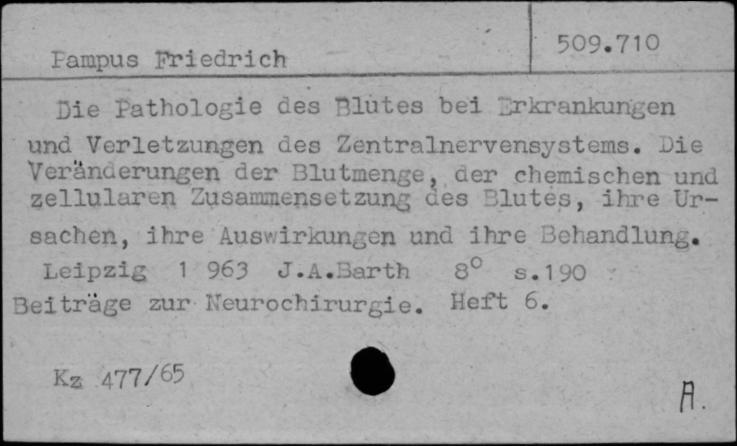 Pampus Friedrich
509.710
Die Pathologie des Blutes bei Erkrankungen
und Verletzungen des Zentralnervensystems. Die
Veränderungen der Blutmenge, der chemischen und
zellularen Zusammensetzung des Blutes, ihre Ur-
sachen, ihre Auswirkungen und ihre Behandlung.
Leipzig 1 963 J.A.Barth 8° s.190
Beiträge zur Neurochirurgie. Heft 6.
Kz 477/65
A.